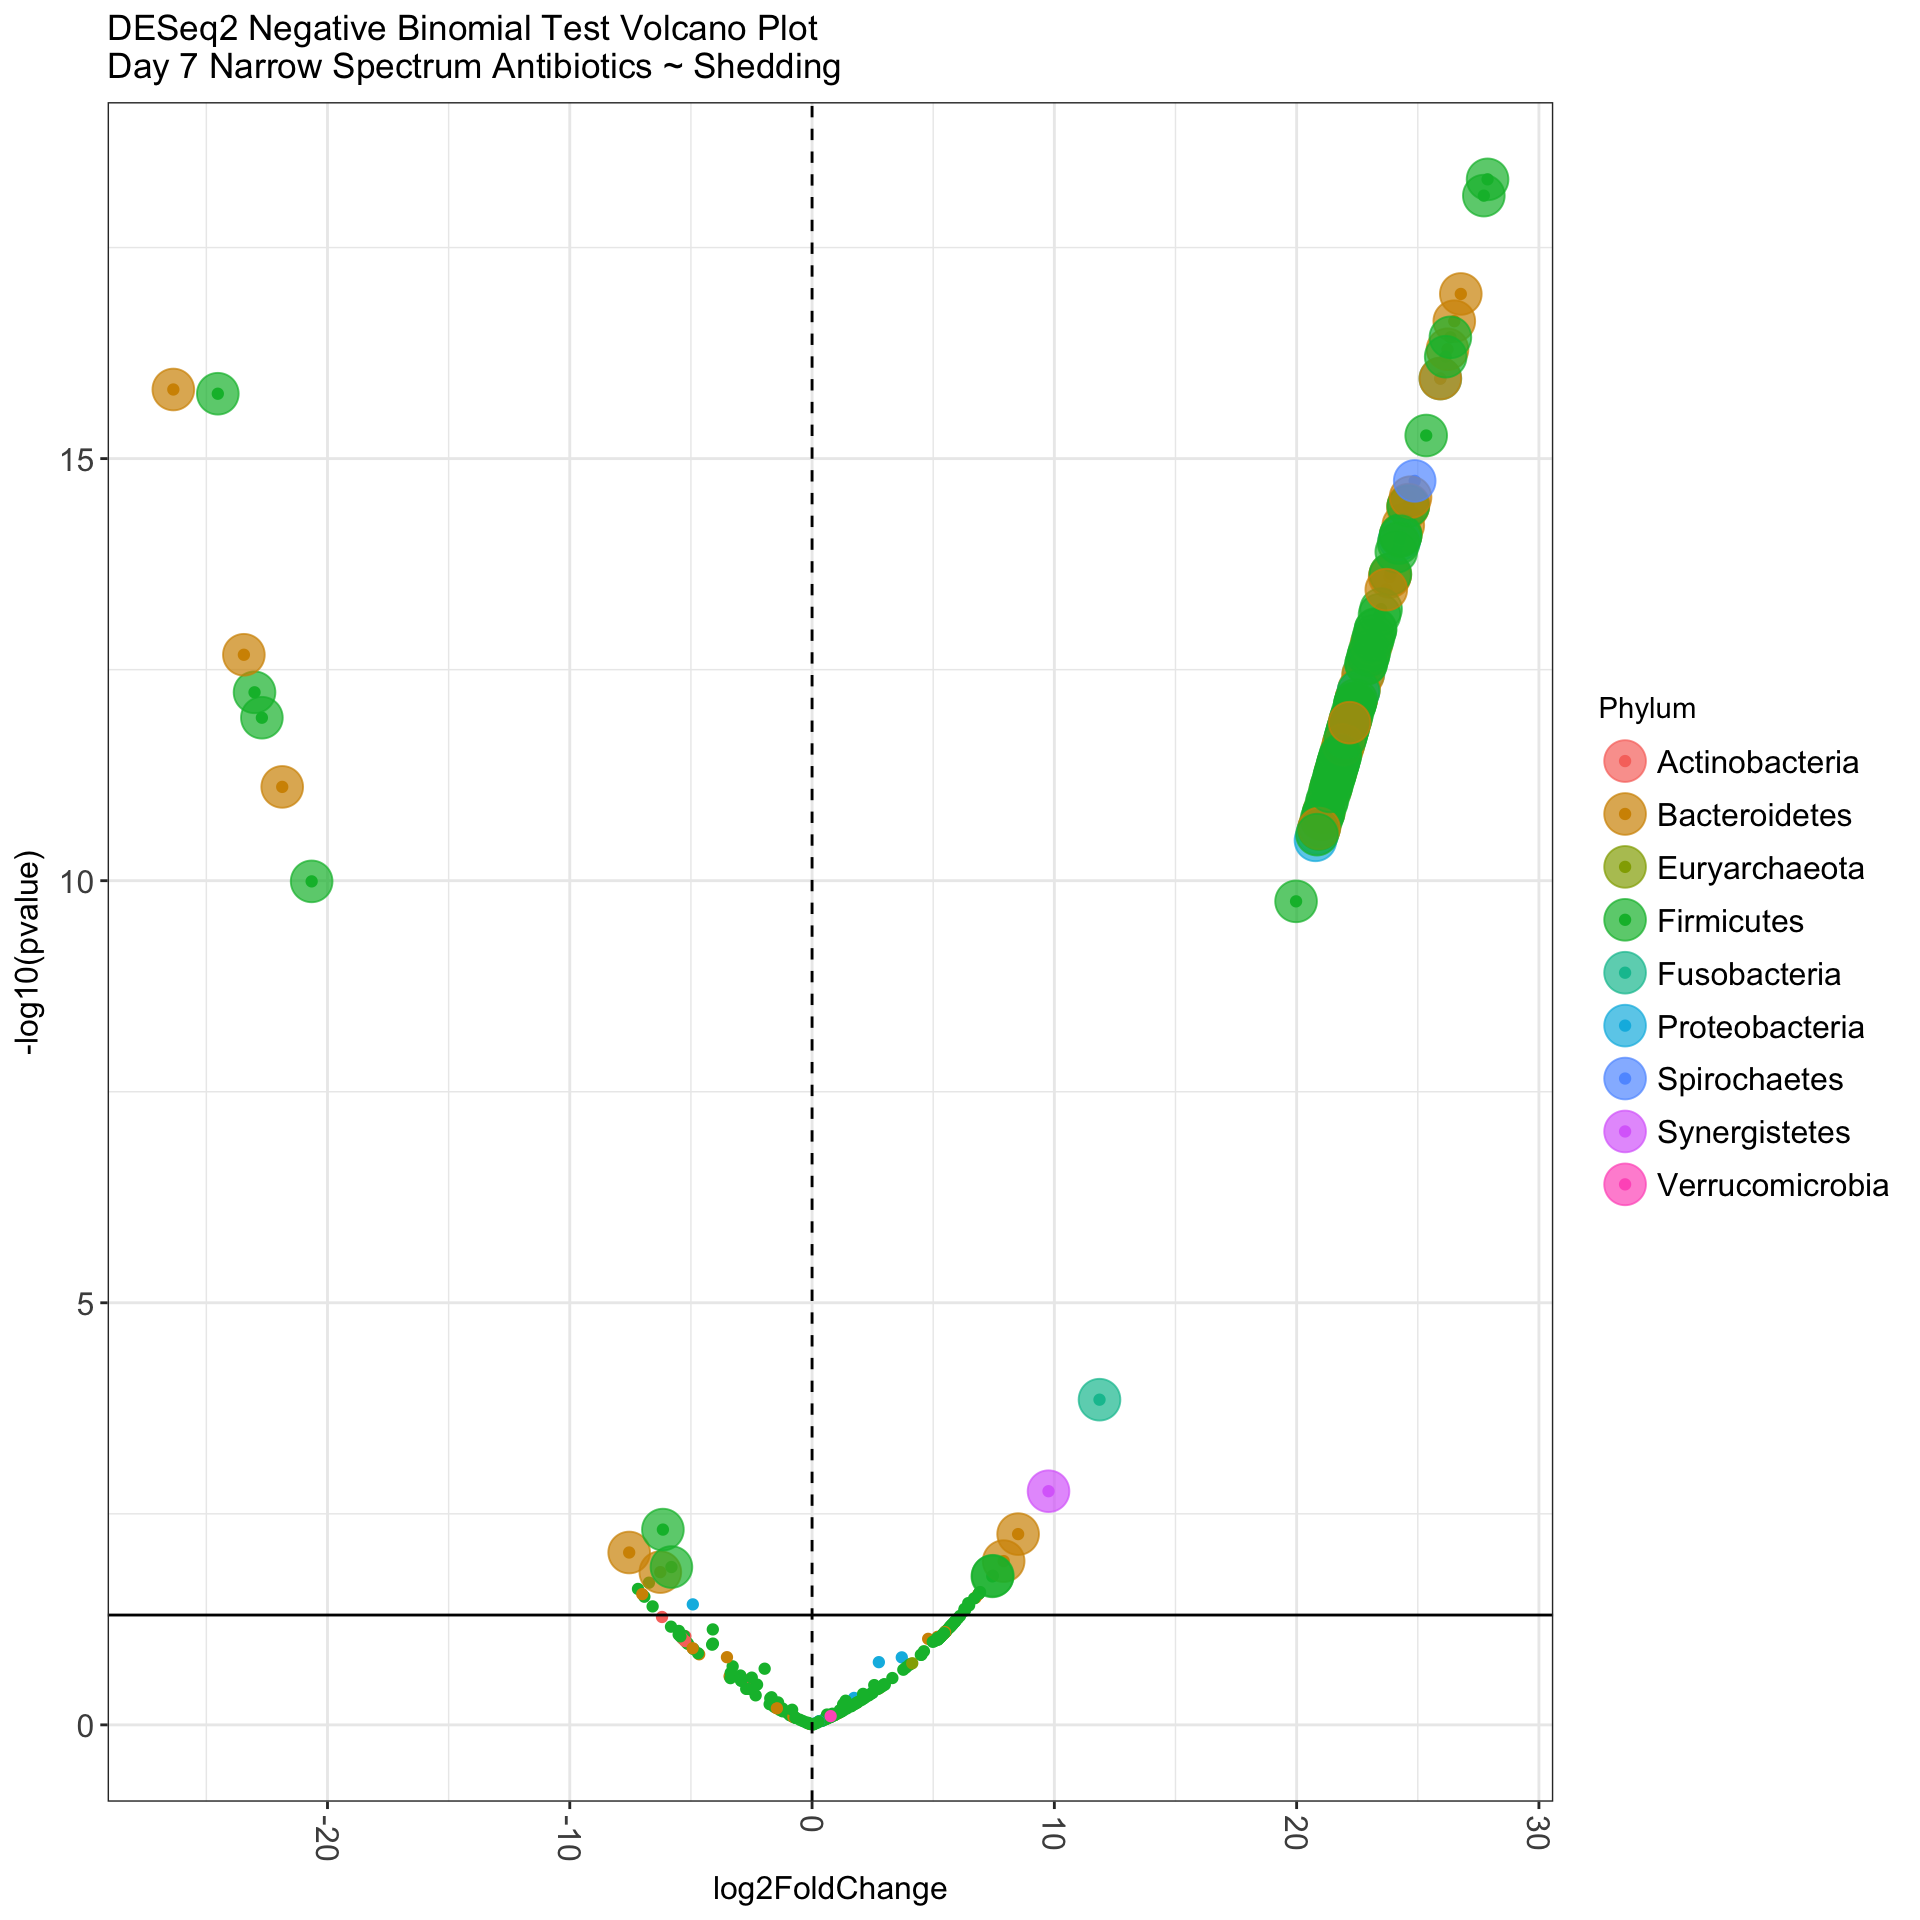 DESeq2 Negative Binomial Test Volcano Plot
Day 7 Narrow Spectrum Antibiotics ~ Shedding
-log10(pvalue)
15
10
5
0
-20
-10
0
10
20
30
log2FoldChange
Phylum
Actinobacteria
Bacteroidetes
Euryarchaeota
Firmicutes
Fusobacteria
Proteobacteria
Spirochaetes
Synergistetes
Verrucomicrobia